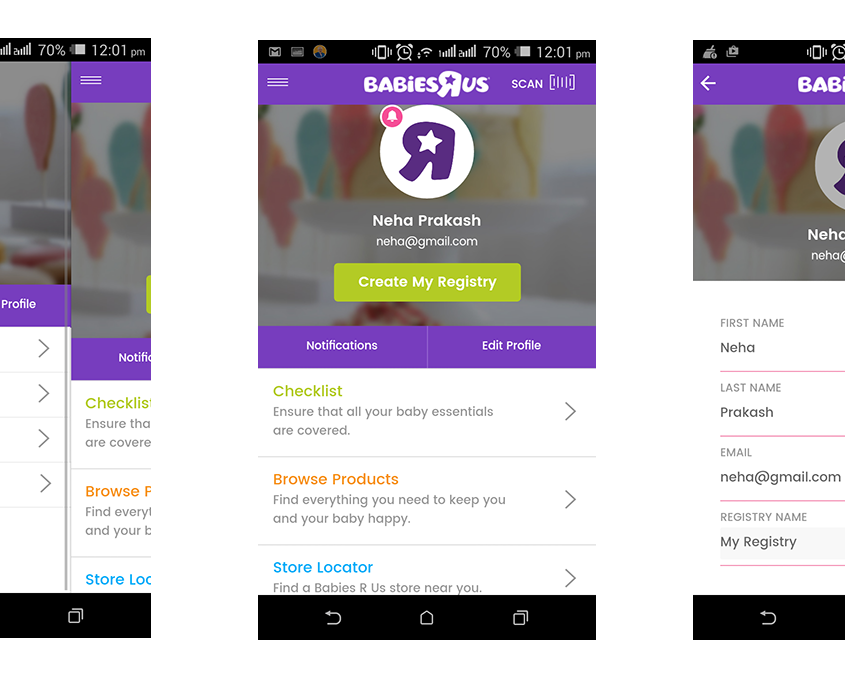 70% 12:01 pm
Profile
Notific
Checklist
Ensure tha
are covere
Browse P
Find everyt
and your b
Store Loc
70% 12:01 pm
BABIESRUS
SCAN
R
Neha Prakash
neha@gmail.com
Create My Registry
Notifications
Edit Profile
Checklist
Ensure that all your baby essentials
are covered.
Browse Products
Find everything you need to keep you
and your baby happy.
Store Locator
Find a Babies R Us store near you.
BABI
Neha
neha@
FIRST NAME
Neha
LAST NAME
Prakash
EMAIL
neha@gmail.com
REGISTRY NAME
My Registry